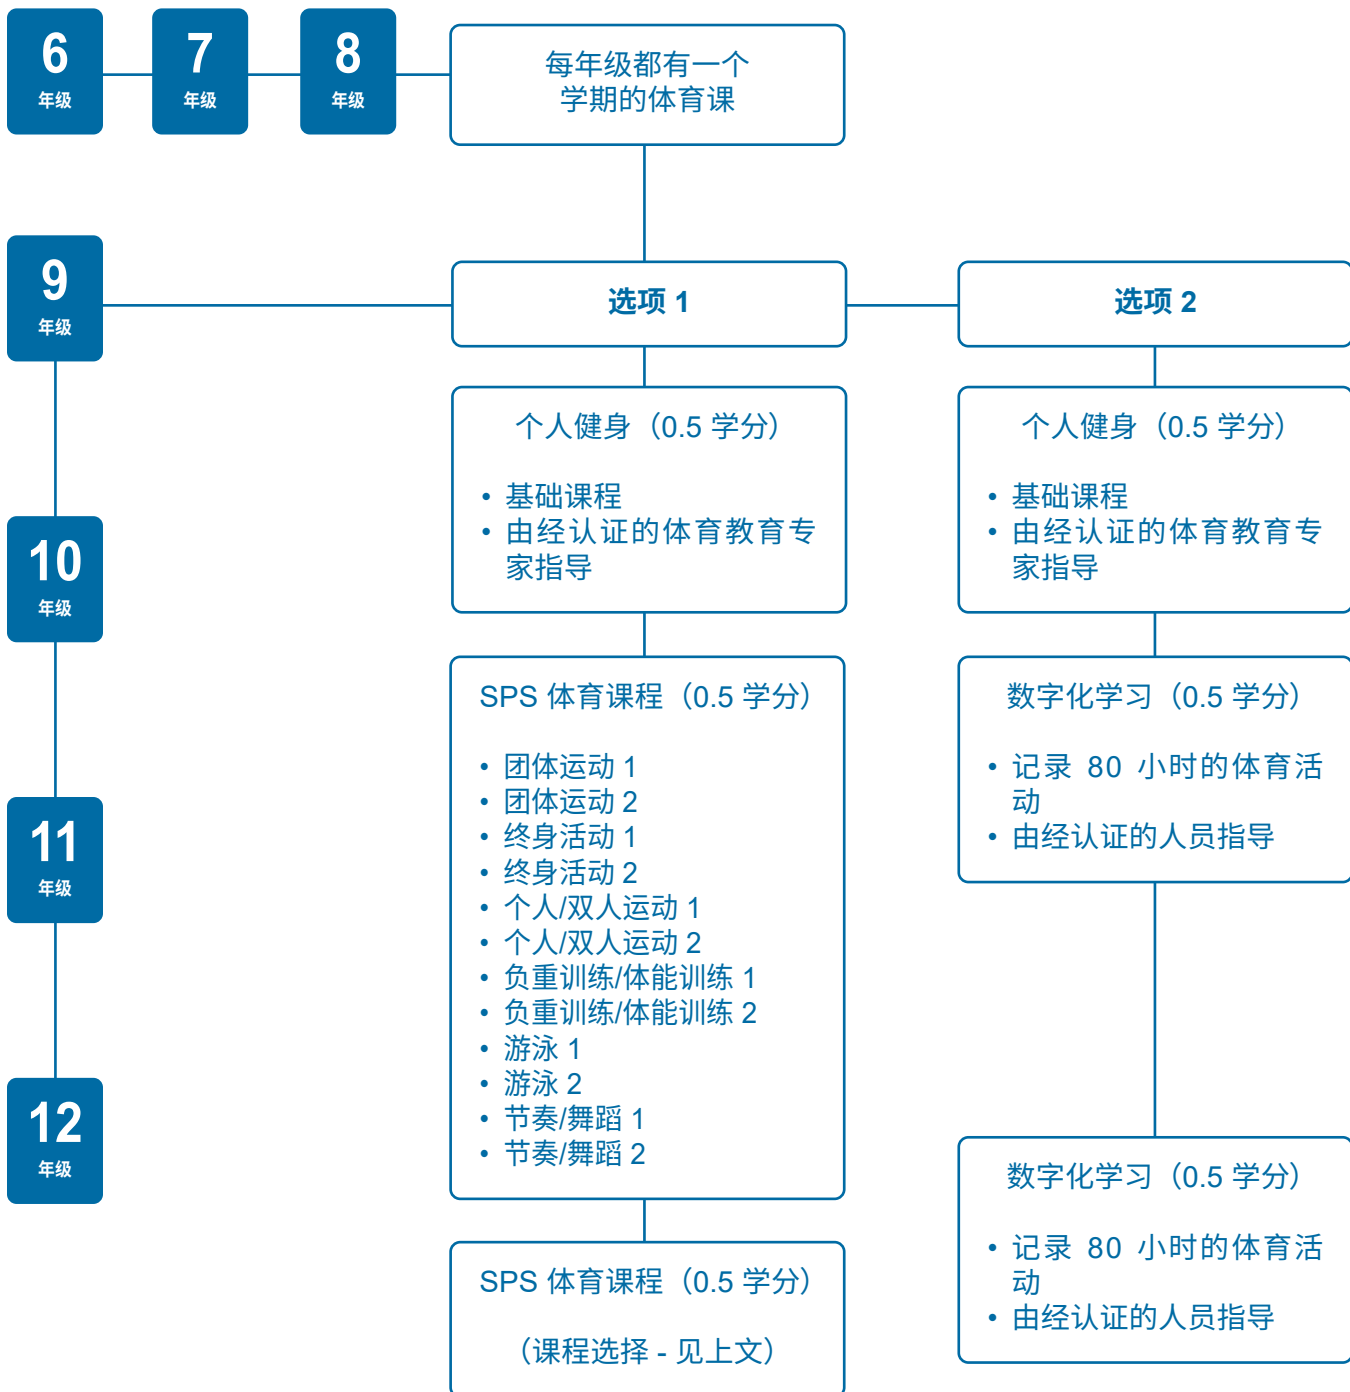 6
年级
7
年级
8
年级
每年级都有一个
学期的体育课
9
年级
选项 1
选项 2
个人健身（0.5 学分）
• 基础课程
• 由经认证的体育教育专
家指导
个人健身（0.5 学分）
• 基础课程
• 由经认证的体育教育专
家指导
10
年级
SPS 体育课程（0.5 学分）
• 团体运动 1
• 团体运动 2
• 终身活动 1
• 终身活动 2
• 个人/双人运动 1
• 个人/双人运动 2
• 负重训练/体能训练 1
• 负重训练/体能训练 2
• 游泳 1
• 游泳 2
• 节奏/舞蹈 1
• 节奏/舞蹈 2
数字化学习（0.5 学分）
• 记录 80 小时的体育活
动
• 由经认证的人员指导
11
年级
12
年级
SPS 体育课程（0.5 学分）
（课程选择 - 见上文）
数字化学习（0.5 学分）
• 记录 80 小时的体育活
动
• 由经认证的人员指导